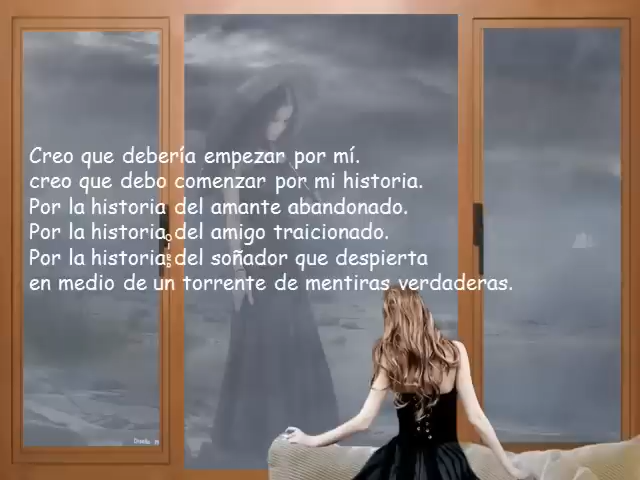 Creo que debería empezar por mí.
creo que debo comenzar por mi historia.
Por la historia del amante abandonado.
Por la historia del amigo traicionado.
Por la historia del soñador que despierta
en medio de un torrente de mentiras verdaderas.